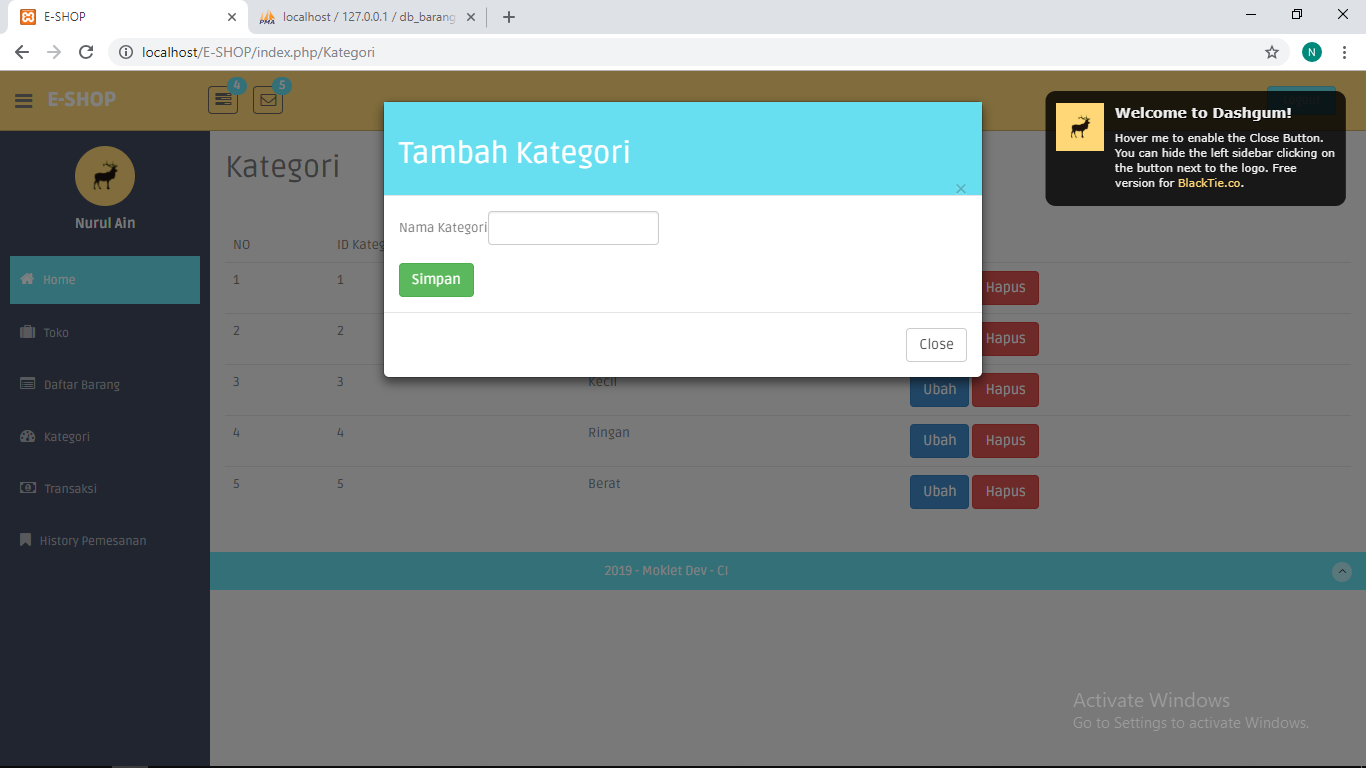 E-SHOP
localhost / 127.0.0.1 / db_barang
localhost/E-SHOP/index.php/Kategori
N
E-SHOP
4
5
Welcome to Dashgum!
Hover me to enable the Close Button.
You can hide the left sidebar clicking on
the button next to the logo. Free
version for BlackTie.co.
Nurul Ain
Home
Toko
Daftar Barang
Kategori
Transaksi
History Pemesanan
Kategori
Tambah Kategori
×
Nama Kategori
Simpan
Close
NO ID Kateg
1 1 Hapus
2 2 Hapus
3 3 Kecil Ubah Hapus
4 4 Ringan Ubah Hapus
5 5 Berat Ubah Hapus
2019 - Moklet Dev - CI
Activate Windows
Go to Settings to activate Windows.